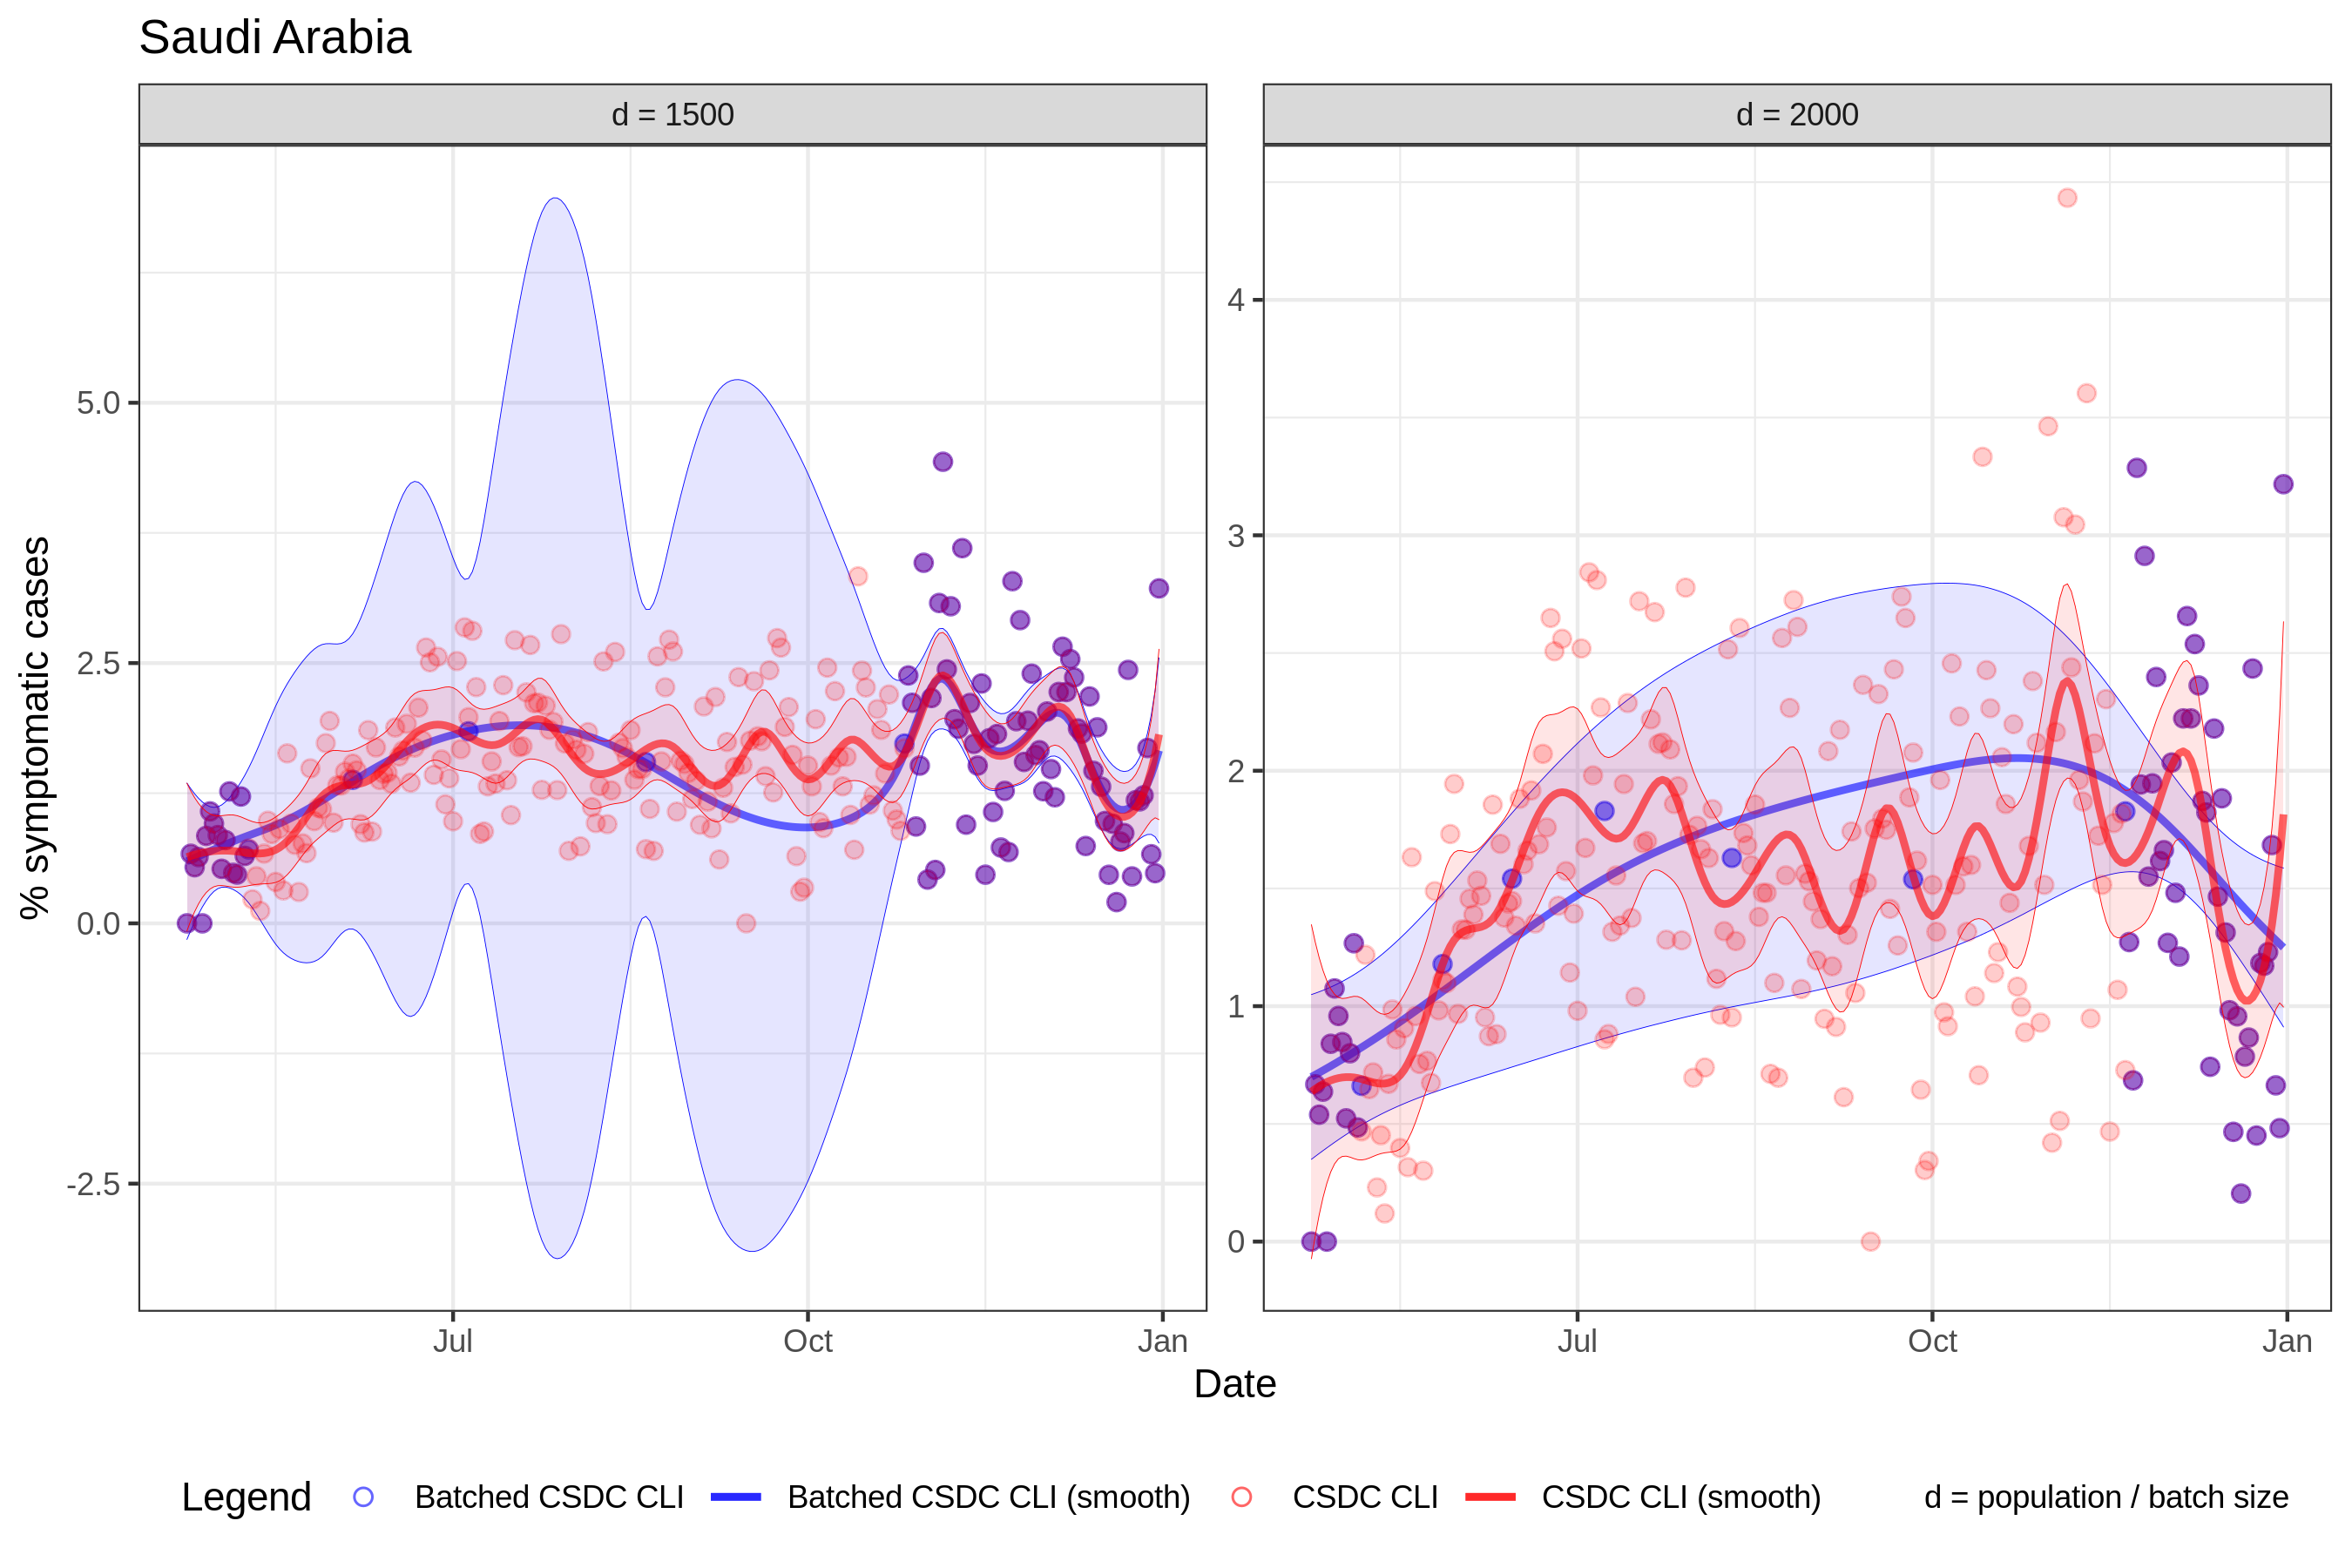 Saudi Arabia
d = 1500
d = 2000
% symptomatic cases
5.0
2.5
0.0
-2.5
4
3
2
1
0
Jul
Oct
Jan
Jul
Oct
Jan
Date
Legend
Batched CSDC CLI
Batched CSDC CLI (smooth)
CSDC CLI
CSDC CLI (smooth)
d = population / batch size